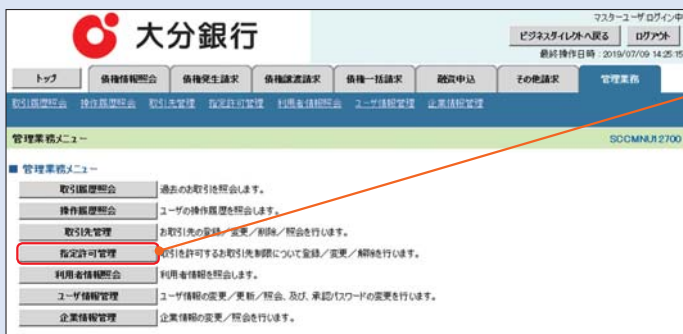 マスターユーザログイン中
大分銀行
ビジネスダイレクトへ戻る ログアウト
最終操作日時：2019/07/09 14:25:15
トップ 債権情報照会 債権発生請求 債権譲渡請求 債権一括請求 融資申込 その他請求 管理業務
取引履歴照会 操作履歴照会 取引先管理 指定許可管理 利用者情報照会 ユーザ情報管理 企業情報管理
管理業務メニュー SCCMNU12700
■ 管理業務メニュー
取引履歴照会 過去のお取引を照会します。
操作履歴照会 ユーザの操作履歴を照会します。
取引先管理 お取引先の登録／変更／削除／照会を行います。
指定許可管理 取引を許可するお取引先制限について登録／変更／解除を行います。
利用者情報照会 利用者情報を照会します。
ユーザ情報管理 ユーザ情報の変更／更新／照会、及び、承認パスワードの変更を行います。
企業情報管理 企業情報の変更／照会を行います。